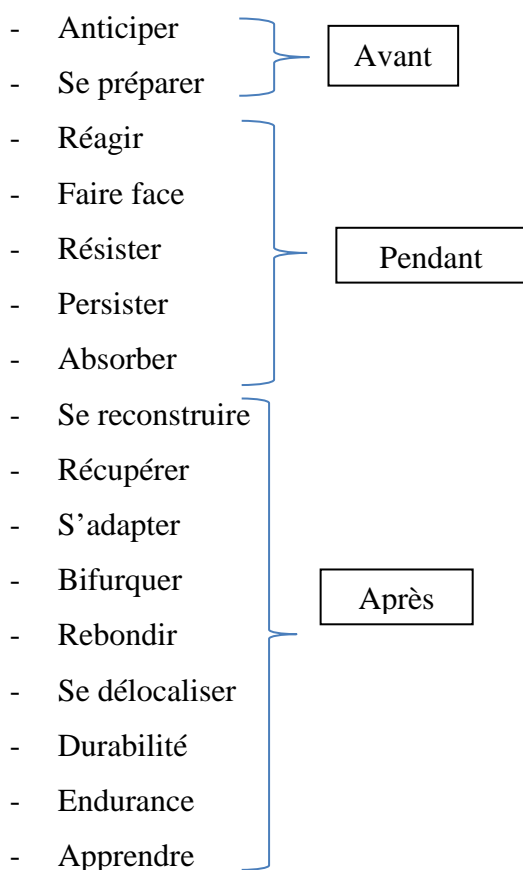 - Anticiper
Avant
- Se préparer
- Réagir
- Faire face
- Résister
Pendant
- Persister
- Absorber
- Se reconstruire
- Récupérer
- S’adapter
- Bifurquer
Après
- Rebondir
- Se délocaliser
- Durabilité
- Endurance
- Apprendre